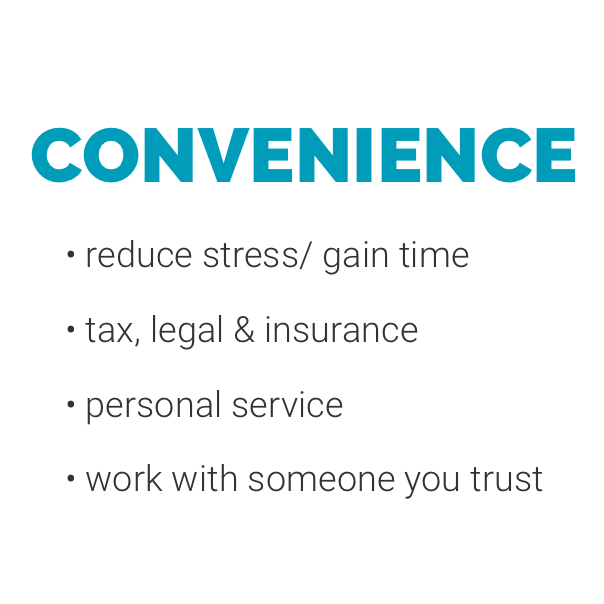 CONVENIENCE
• reduce stress/ gain time
• tax, legal & insurance
• personal service
• work with someone you trust